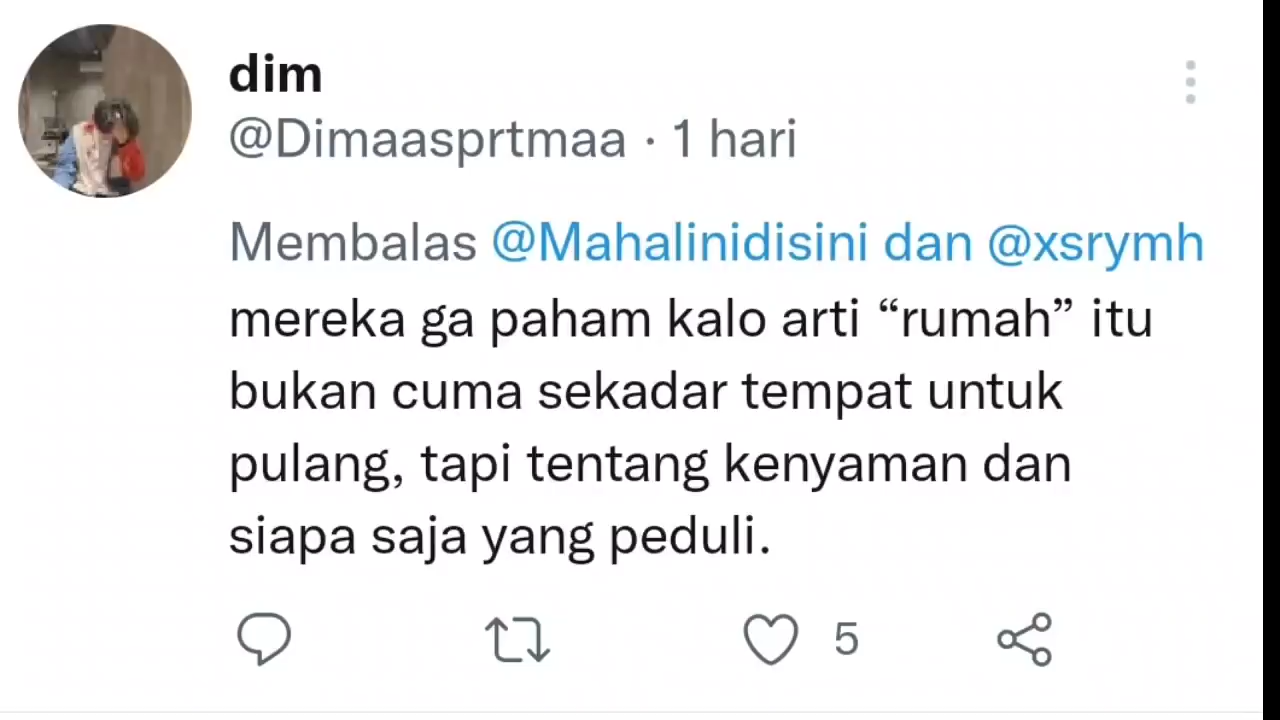 dim
@Dimaasprtmaa · 1 hari
Membalas @Mahalinidisini dan @xsrymh
mereka ga paham kalo arti “rumah” itu
bukan cuma sekadar tempat untuk
pulang, tapi tentang kenyaman dan
siapa saja yang peduli.
5